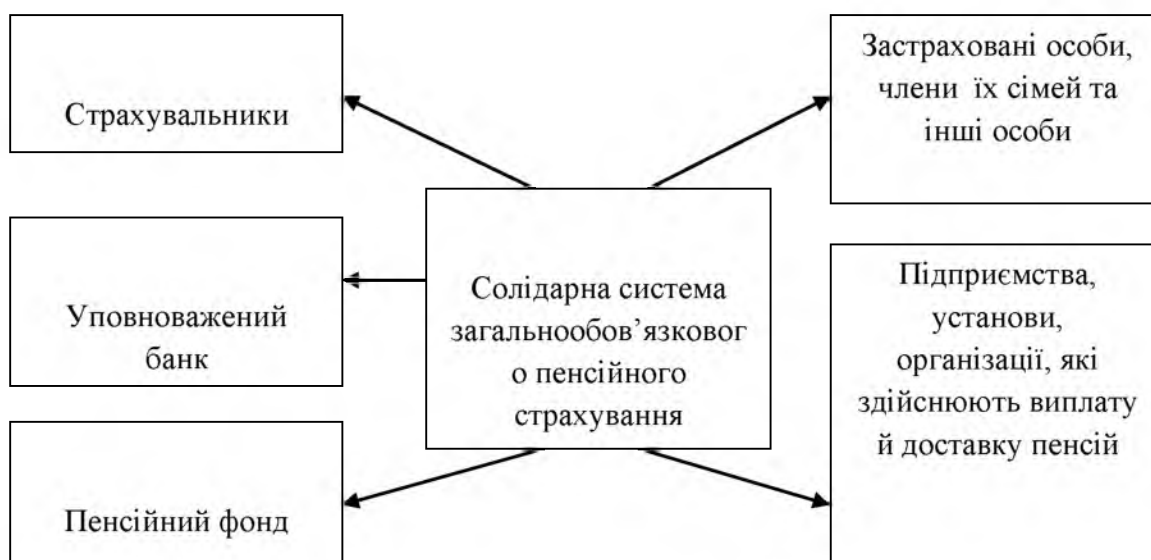 Страхувальники
Застраховані особи,
члени їх сімей та
інші особи
Уповноважений
банк
Солідарна система
загальнообов’язковог
о пенсійного
страхування
Підприємства,
установи,
організації, які
здійснюють виплату
й доставку пенсій
Пенсійний фонд